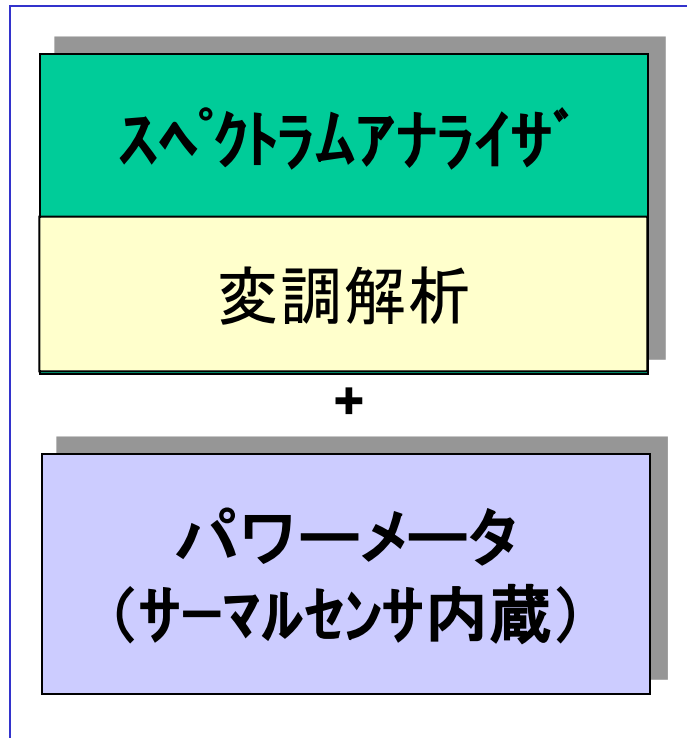 スペクトラムアナライザ
変調解析
+
パワーメータ
（サーマルセンサ内蔵）